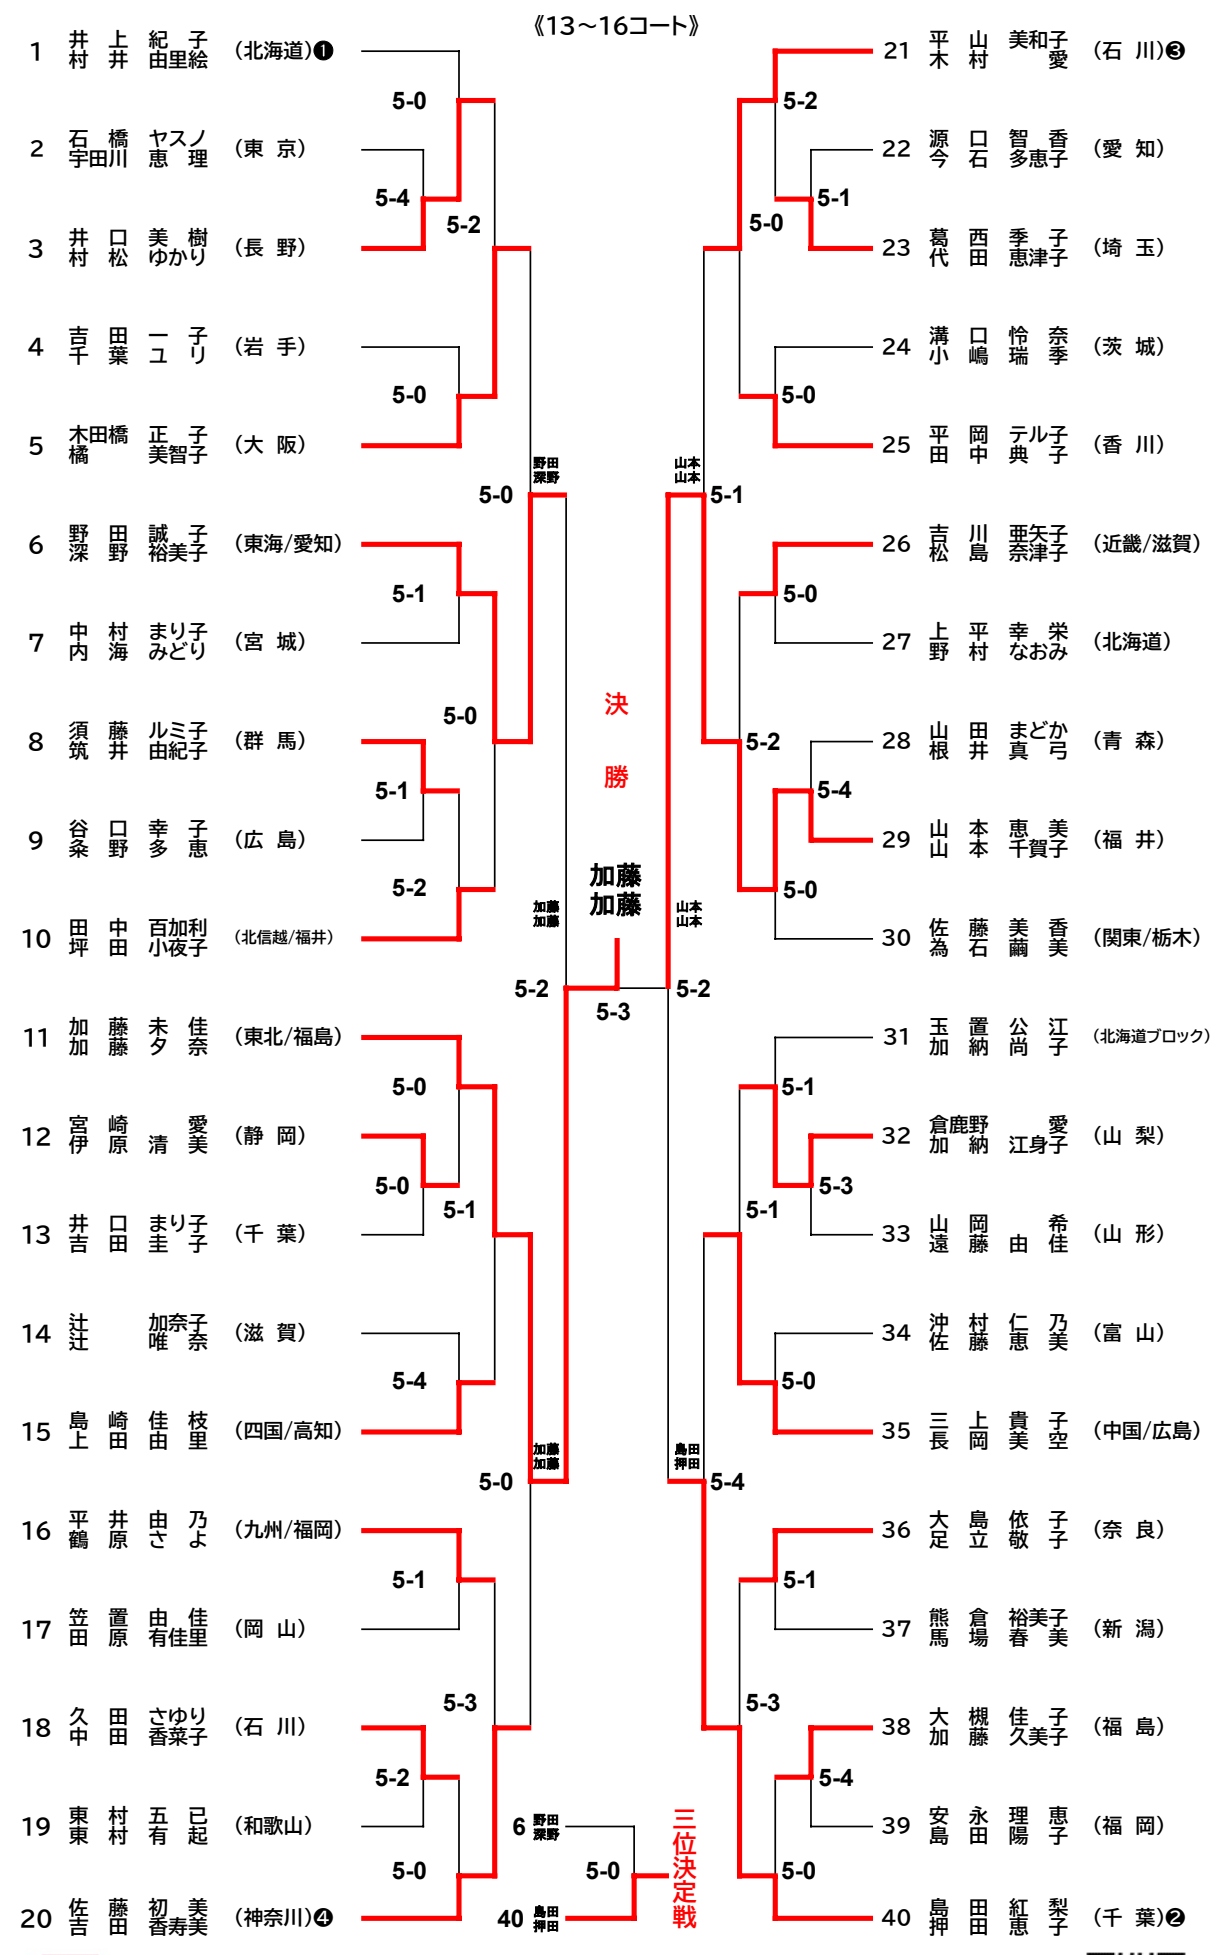 《13～16コート》
1 井上 紀子 (北海道)❶
村井 由里絵
2 石橋 ヤスノ (東京)
宇田川 恵理
3 井口 美樹 (長野)
村松 ゆかり
4 吉田 一子 (岩手)
千葉 ユリ
5 木田橋 正子 (大阪)
橘 美智子
6 野田 誠子 (東海/愛知)
深野 裕美子
7 中村 まり子 (宮城)
内海 みどり
8 須藤 ルミ子 (群馬)
筑井 由紀子
9 谷口 幸子 (広島)
粂野 多恵
10 田中 百加利 (北信越/福井)
坪田 小夜子
11 加藤 未佳 (東北/福島)
加藤 夕奈
12 宮崎 愛 (静岡)
伊原 清美
13 井口 まり子 (千葉)
吉田 圭子
14 辻 加奈子 (滋賀)
辻 唯奈
15 島崎 佳枝 (四国/高知)
上田 由里
16 平井 由乃 (九州/福岡)
鶴原 さよ
17 笠置 由佳 (岡山)
田原 有佳里
18 久田 さゆり (石川)
中田 香菜子
19 東村 五己 (和歌山)
東村 有起
20 佐藤 初美 (神奈川)❹
吉田 香寿美
5-0
5-4
5-2
5-0
5-0
5-1
5-0
5-1
5-2
5-2
5-0
5-0
5-1
5-4
5-0
5-1
5-3
5-2
5-0
野田
深野
加藤
加藤
加藤
加藤
決
勝
加藤
加藤
5-3
山本
山本
山本
山本
島田
押田
21 平山 美和子 (石川)❸
木村 愛
22 源口 智香 (愛知)
今石 多恵子
23 葛西 季子 (埼玉)
代田 恵津子
24 溝口 怜奈 (茨城)
小嶋 瑞季
25 平岡 テル子 (香川)
田中 典子
26 吉川 亜矢子 (近畿/滋賀)
松島 奈津子
27 上平 幸栄 (北海道)
野村 なおみ
28 山田 まどか (青森)
根井 真弓
29 山本 恵美 (福井)
山本 千賀子
30 佐藤 美香 (関東/栃木)
為石 繭美
31 玉置 公江 (北海道ブロック)
加納 尚子
32 倉鹿野 愛 (山梨)
加納 江身子
33 山岡 希 (山形)
遠藤 由佳
34 沖村 仁乃 (富山)
佐藤 恵美
35 三上 貴子 (中国/広島)
長岡 美空
36 大島 依子 (奈良)
足立 敬子
37 熊倉 裕美子 (新潟)
馬場 春美
38 大槻 佳子 (福島)
加藤 久美子
39 安永 理恵 (福岡)
島田 陽子
40 島田 紅梨 (千葉)❷
押田 恵子
5-2
5-1
5-0
5-0
5-1
5-0
5-2
5-4
5-0
5-2
5-1
5-3
5-1
5-0
5-4
5-1
5-3
5-4
5-0
6 野田
深野
5-0
40 島田
押田
三位決定戦